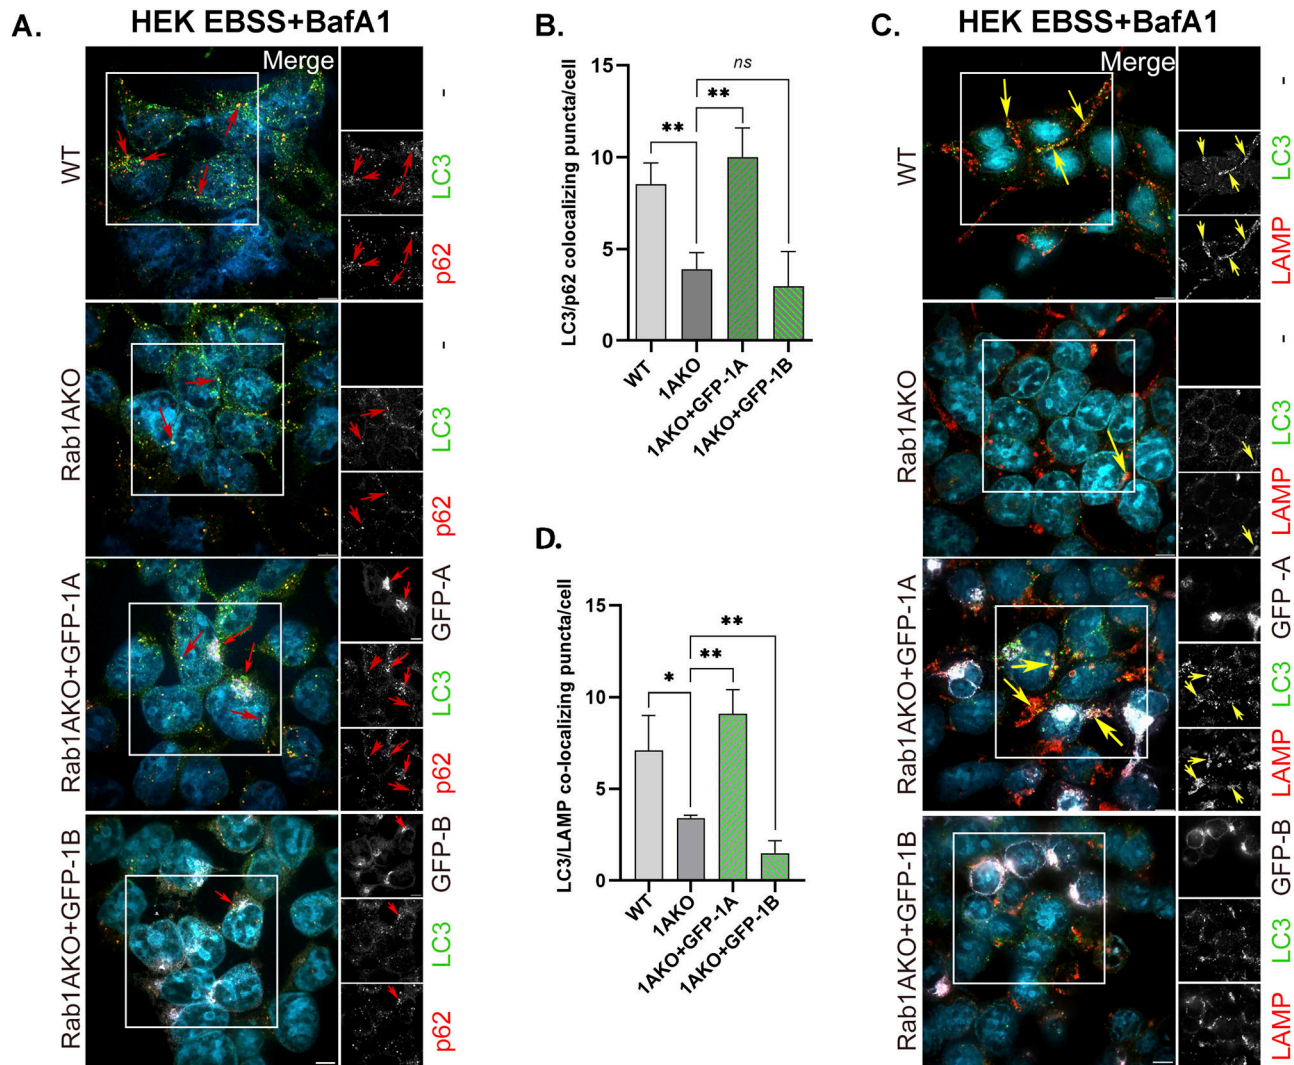 A.
HEK EBSS+BafA1
WT
Merge
-
LC3
p62
Rab1AKO
-
LC3
p62
Rab1AKO+GFP-1A
GFP-A
LC3
p62
Rab1AKO+GFP-1B
GFP-B
LC3
p62
B.
LC3/p62 colocalizing puncta/cell
15
10
5
0
**
**
ns
WT
1AKO
1AKO+GFP-1A
1AKO+GFP-1B
D.
LC3/LAMP co-localizing puncta/cell
15
10
5
0
*
**
**
WT
1AKO
1AKO+GFP-1A
1AKO+GFP-1B
C.
HEK EBSS+BafA1
WT
Merge
-
LC3
LAMP
Rab1AKO
-
LC3
LAMP
Rab1AKO+GFP-1A
GFP -A
LC3
LAMP
Rab1AKO+GFP-1B
GFP-B
LC3
LAMP